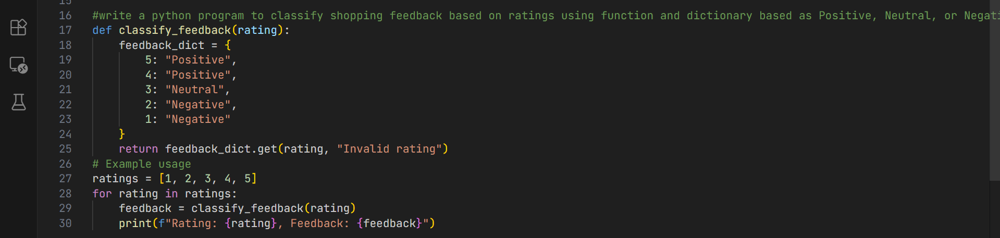 15
16 #write a python program to classify shopping feedback based on ratings using function and dictionary based as Positive, Neutral, or Negati
17 def classify_feedback(rating):
18     feedback_dict = {
19         5: "Positive",
20         4: "Positive",
21         3: "Neutral",
22         2: "Negative",
23         1: "Negative"
24     }
25     return feedback_dict.get(rating, "Invalid rating")
26 # Example usage
27 ratings = [1, 2, 3, 4, 5]
28 for rating in ratings:
29     feedback = classify_feedback(rating)
30     print(f"Rating: {rating}, Feedback: {feedback}")